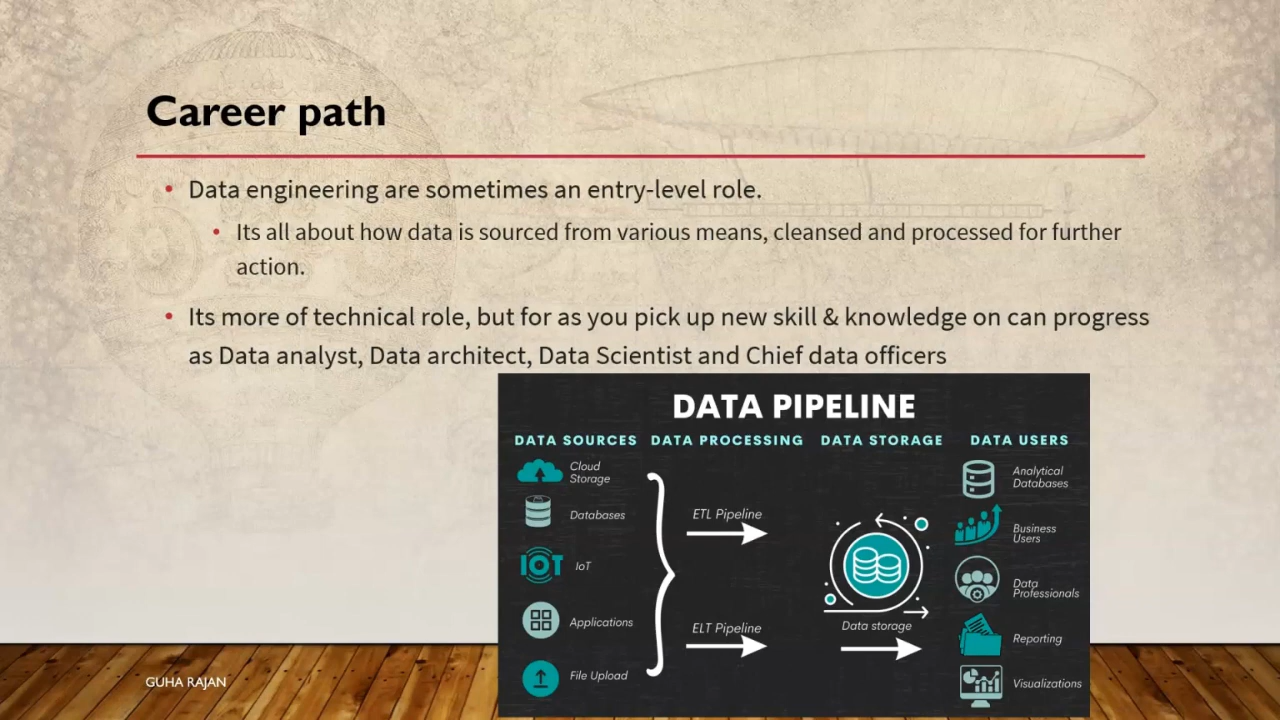 Career path
• Data engineering are sometimes an entry-level role.
• Its all about how data is sourced from various means, cleansed and processed for further
action.
• Its more of technical role, but for as you pick up new skill & knowledge on can progress
as Data analyst, Data architect, Data Scientist and Chief data officers
DATA PIPELINE
DATA SOURCES
Cloud
Storage
Databases
IOT
IoT
Applications
File Upload
DATA PROCESSING
ETL Pipeline
ELT Pipeline
DATA STORAGE
Data storage
DATA USERS
Analytical
Databases
Business
Users
Data
Professionals
Reporting
Visualizations
GUHA RAJAN